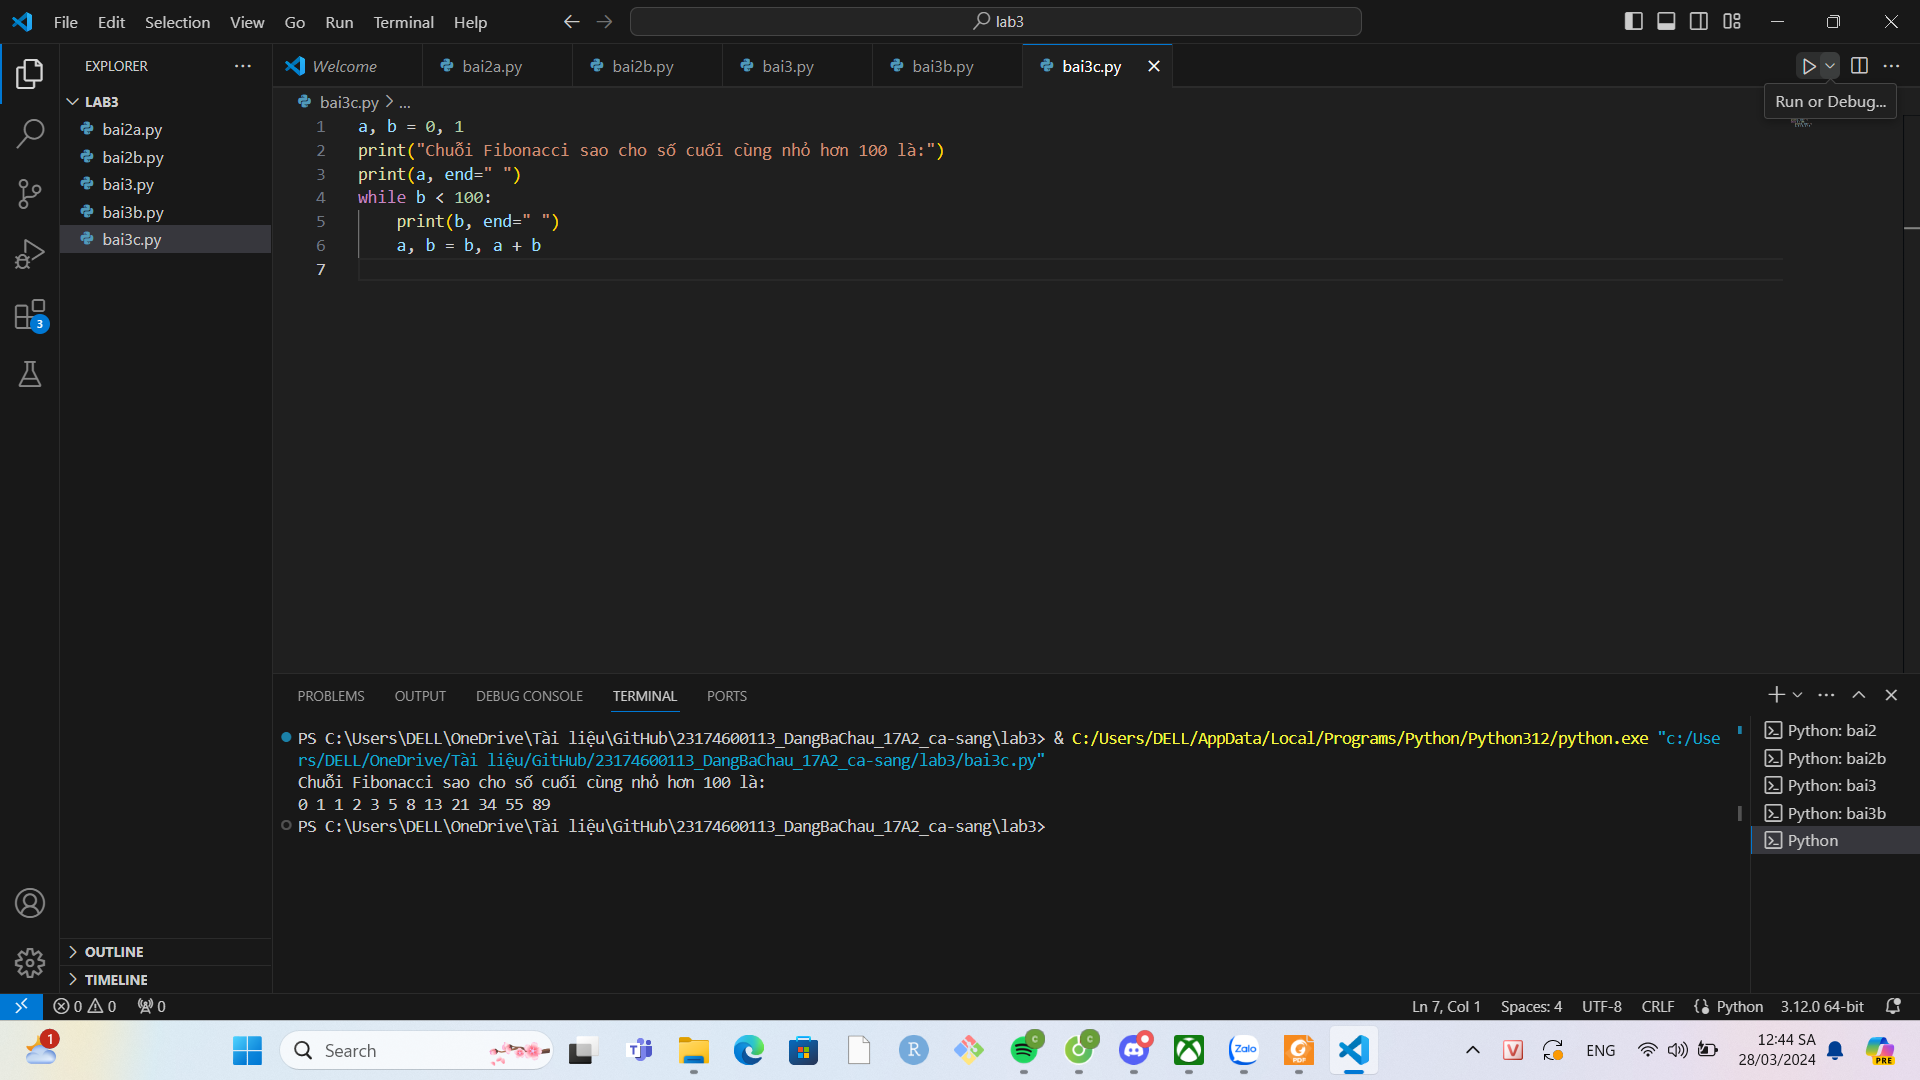 File Edit Selection View Go Run Terminal Help
lab3
EXPLORER
Welcome
bai2a.py
bai2b.py
bai3.py
bai3b.py
bai3c.py
Run or Debug...
LAB3
bai2a.py
bai2b.py
bai3.py
bai3b.py
bai3c.py
bai3c.py > ...
1 a, b = 0, 1
2 print("Chuỗi Fibonacci sao cho số cuối cùng nhỏ hơn 100 là:")
3 print(a, end=" ")
4 while b < 100:
5 print(b, end=" ")
6 a, b = b, a + b
7
3
PROBLEMS OUTPUT DEBUG CONSOLE TERMINAL PORTS
PS C:\Users\DELL\OneDrive\Tài liệu\GitHub\23174600113_DangBaChau_17A2_ca-sang\lab3> & C:/Users/DELL/AppData/Local/Programs/Python/Python312/python.exe "c:/Use
rs/DELL/OneDrive/Tài liệu/GitHub/23174600113_DangBaChau_17A2_ca-sang/lab3/bai3c.py"
Chuỗi Fibonacci sao cho số cuối cùng nhỏ hơn 100 là:
0 1 1 2 3 5 8 13 21 34 55 89
PS C:\Users\DELL\OneDrive\Tài liệu\GitHub\23174600113_DangBaChau_17A2_ca-sang\lab3>
Python: bai2
Python: bai2b
Python: bai3
Python: bai3b
Python
OUTLINE
TIMELINE
0 0 0
Ln 7, Col 1 Spaces: 4 UTF-8 CRLF Python 3.12.0 64-bit
1
Search
R
C
C
Zalo
PDF
V
ENG
12:44 SA
28/03/2024
PRE